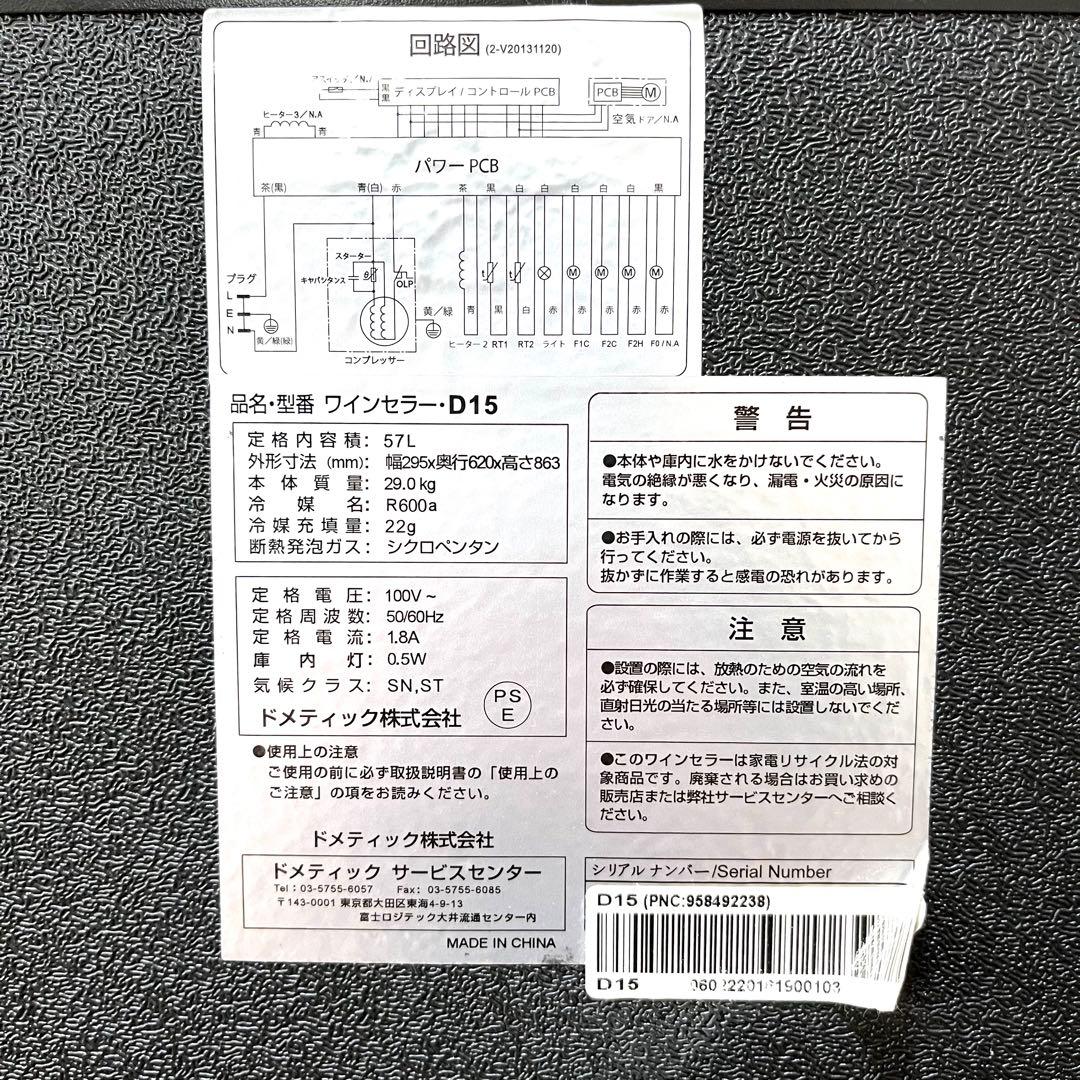 回路図 (2-V20131120)
黒 ディスプレイ / コントロール PCB
黒
PCB M
空気ドア/N.A
ヒーター3/N.A
青 青
パワー PCB
茶(黒) 青(白) 赤 茶 黒 白 白 白 白 白 黒
スターター
キャパシタンス θ
OLP
t t M M M M
プラグ
L
E
N
黄/緑(緑)
黄/緑
青 黒 白 赤 赤 赤 赤 赤
ヒーター2 RT1 RT2 ライト F1C F2C F2H F0/N.A
コンプレッサー
品名・型番 ワインセラー・D15
定格内容積: 57L
外形寸法 (mm): 幅295x奥行620x高さ863
本体質量: 29.0kg
冷媒名: R600a
冷媒充填量: 22g
断熱発泡ガス: シクロペンタン
定格電圧: 100V~
定格周波数: 50/60Hz
定格電流: 1.8A
庫内灯: 0.5W
気候クラス: SN,ST
ドメティック株式会社
PS
E
●使用上の注意
ご使用の前に必ず取扱説明書の「使用上の
ご注意」の項をお読みください。
ドメティック株式会社
ドメティック サービスセンター
Tel : 03-5755-6057 Fax: 03-5755-6085
〒143-0001 東京都大田区東海4-9-13
富士ロジテック大井流通センター内
MADE IN CHINA
警告
●本体や庫内に水をかけないでください。
電気の絶縁が悪くなり、漏電・火災の原因に
なります。
●お手入れの際には、必ず電源を抜いてから
行ってください。
抜かずに作業すると感電の恐れがあります。
注意
●設置の際には、放熱のための空気の流れを
必ず確保してください。また、室温の高い場所、
直射日光の当たる場所等には設置しないでくだ
さい。
●このワインセラーは家電リサイクル法の対
象商品です。廃棄される場合はお買い求めの
販売店または弊社サービスセンターへご相談く
ださい。
シリアルナンバー/Serial Number
D15 (PNC:958492238)
D15